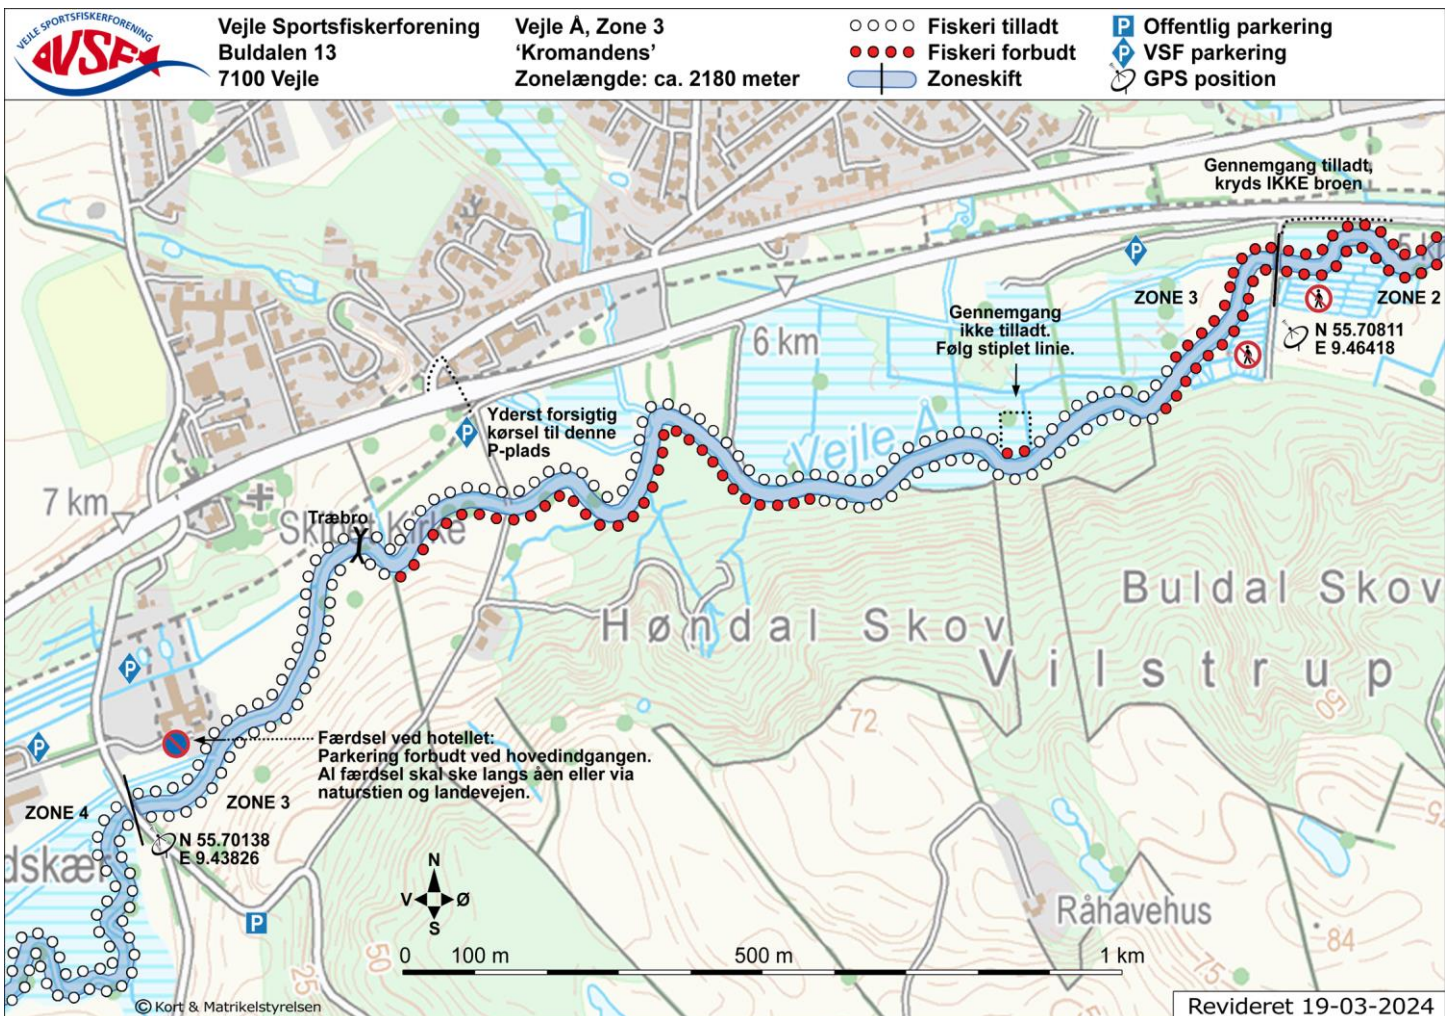 VEJLE SPORTSFISKERFORENING
VSF
Vejle Sportsfiskerforening
Buldalen 13
7100 Vejle
Vejle Å, Zone 3
‘Kromandens’
Zonelængde: ca. 2180 meter
Fiskeri tilladt
Fiskeri forbudt
Zoneskift
P Offentlig parkering
P VSF parkering
GPS position
Gennemgang tilladt,
kryds IKKE broen
5 km
P
ZONE 3
ZONE 2
N 55.70811
E 9.46418
Gennemgang
ikke tilladt.
Følg stiplet linie.
6 km
Yderst forsigtig
kørsel til denne
P-plads
P
Vejle Å
7 km
Træbro
Skibet Kirke
Buldal Skov
Høndal Skov
Vilstrup
P
P
Færdsel ved hotellet:
Parkering forbudt ved hovedindgangen.
Al færdsel skal ske langs åen eller via
naturstien og landevejen.
72
50
ZONE 4
ZONE 3
N 55.70138
E 9.43826
dskær
P
N
V Ø
S
Råhavehus
84
75
75
50
25
0 100 m 500 m 1 km
© Kort & Matrikelstyrelsen
Revideret 19-03-2024